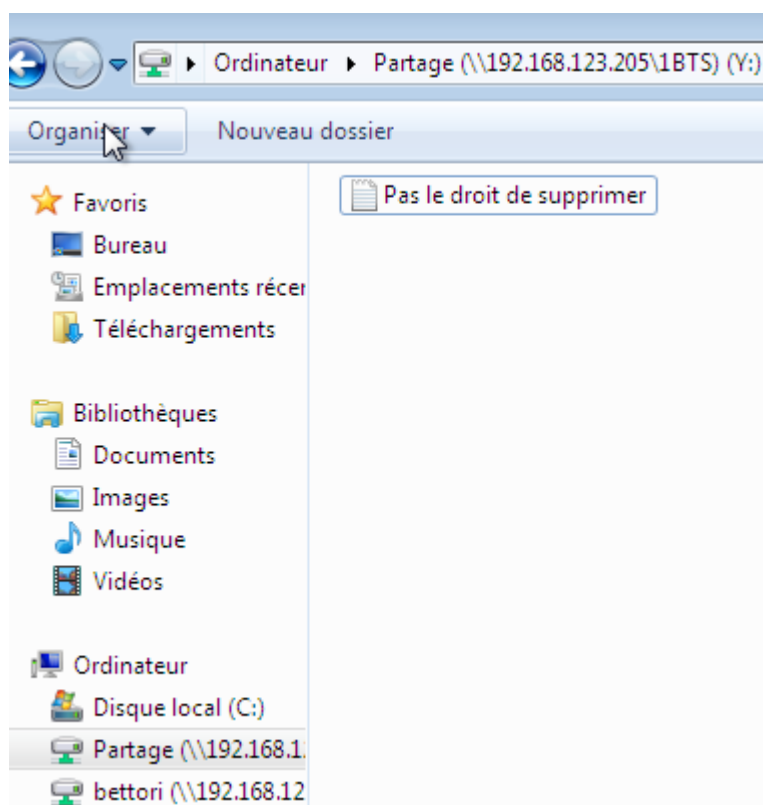 Ordinateur ▸ Partage (\\192.168.123.205\1BTS) (Y:)
Organiser ▾ Nouveau dossier
Favoris
Bureau
Emplacements récer
Téléchargements
Bibliothèques
Documents
Images
Musique
Vidéos
Ordinateur
Disque local (C:)
Partage (\\192.168.1
bettori (\\192.168.12
Pas le droit de supprimer